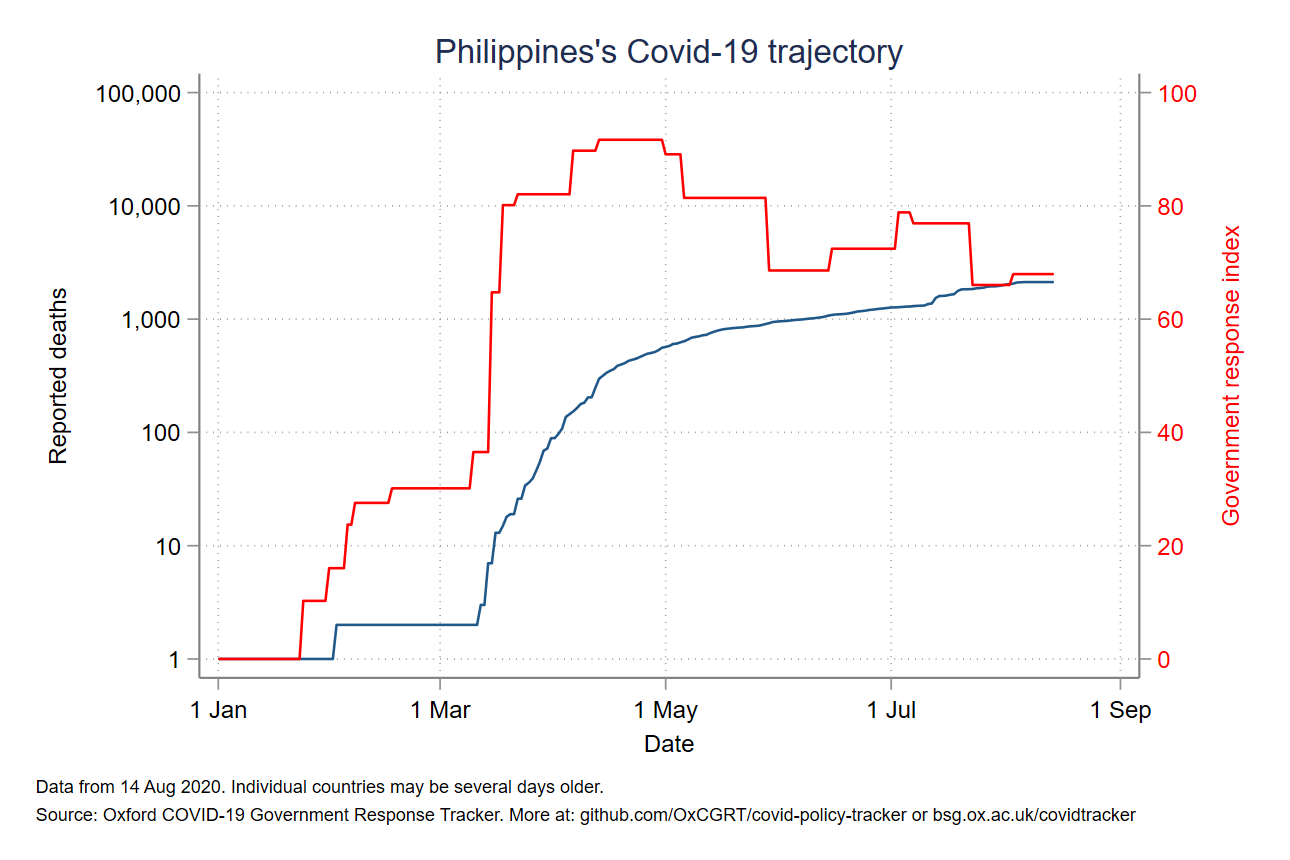 Philippines's Covid-19 trajectory
100,000
10,000
1,000
100
10
1
Reported deaths
100
80
60
40
20
0
Government response index
1 Jan
1 Mar
1 May
1 Jul
1 Sep
Date
Data from 14 Aug 2020. Individual countries may be several days older.
Source: Oxford COVID-19 Government Response Tracker. More at: github.com/OxCGRT/covid-policy-tracker or bsg.ox.ac.uk/covidtracker